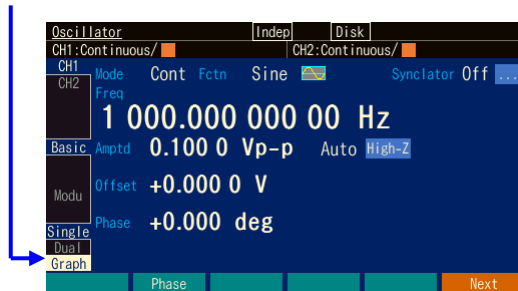 Oscillator Indep Disk
CH1:Continuous/ CH2:Continuous/
CH1
CH2
Mode Cont Fctn Sine Synclator Off ...
Freq
1 000.000 000 00 Hz
Basic Amptd 0.100 0 Vp-p Auto High-Z
Modu Offset +0.000 0 V
Single Phase +0.000 deg
Dual
Graph
Phase Next